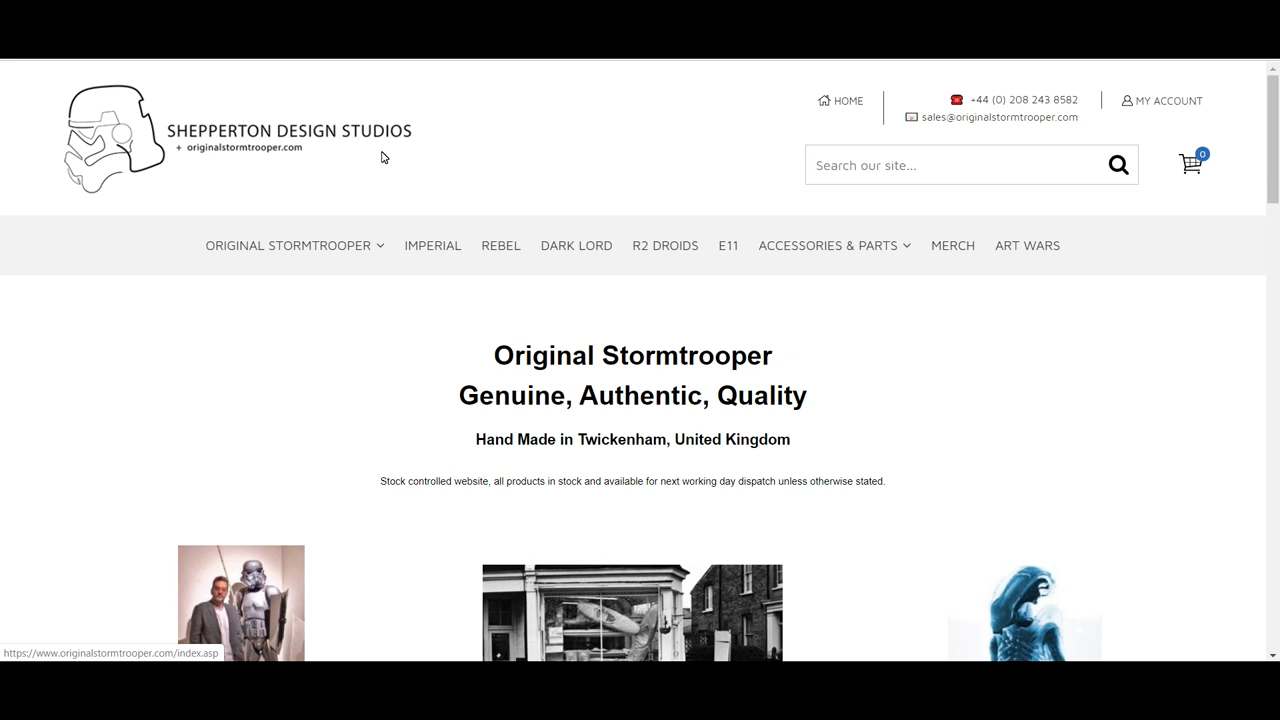 HOME
+44 (0) 208 243 8582
MY ACCOUNT
sales@originalstormtrooper.com
SHEPPERTON DESIGN STUDIOS
+ originalstormtrooper.com
Search our site...
0
ORIGINAL STORMTROOPER IMPERIAL REBEL DARK LORD R2 DROIDS E11 ACCESSORIES & PARTS MERCH ART WARS
Original Stormtrooper
Genuine, Authentic, Quality
Hand Made in Twickenham, United Kingdom
Stock controlled website, all products in stock and available for next working day dispatch unless otherwise stated.
https://www.originalstormtrooper.com/index.asp